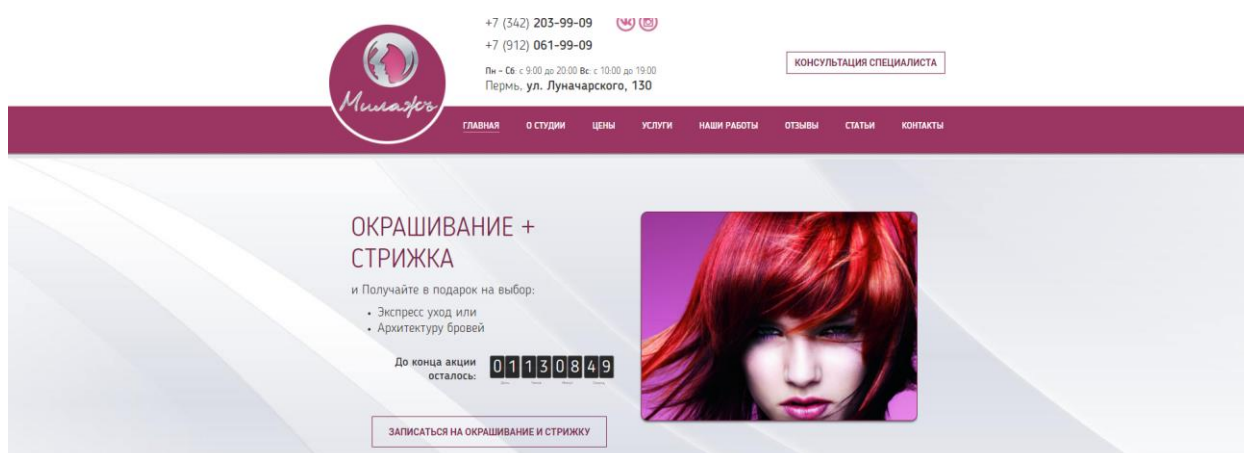 +7 (342) 203-99-09
+7 (912) 061-99-09
Пн - Сб: с 9:00 до 20:00 Вс: с 10:00 до 19:00
Пермь, ул. Луначарского, 130
КОНСУЛЬТАЦИЯ СПЕЦИАЛИСТА
Милажъ
ГЛАВНАЯ О СТУДИИ ЦЕНЫ УСЛУГИ НАШИ РАБОТЫ ОТЗЫВЫ СТАТЬИ КОНТАКТЫ
ОКРАШИВАНИЕ +
СТРИЖКА
и Получайте в подарок на выбор:
• Экспресс уход или
• Архитектуру бровей
До конца акции
осталось:
01130849
ЗАПИСАТЬСЯ НА ОКРАШИВАНИЕ И СТРИЖКУ